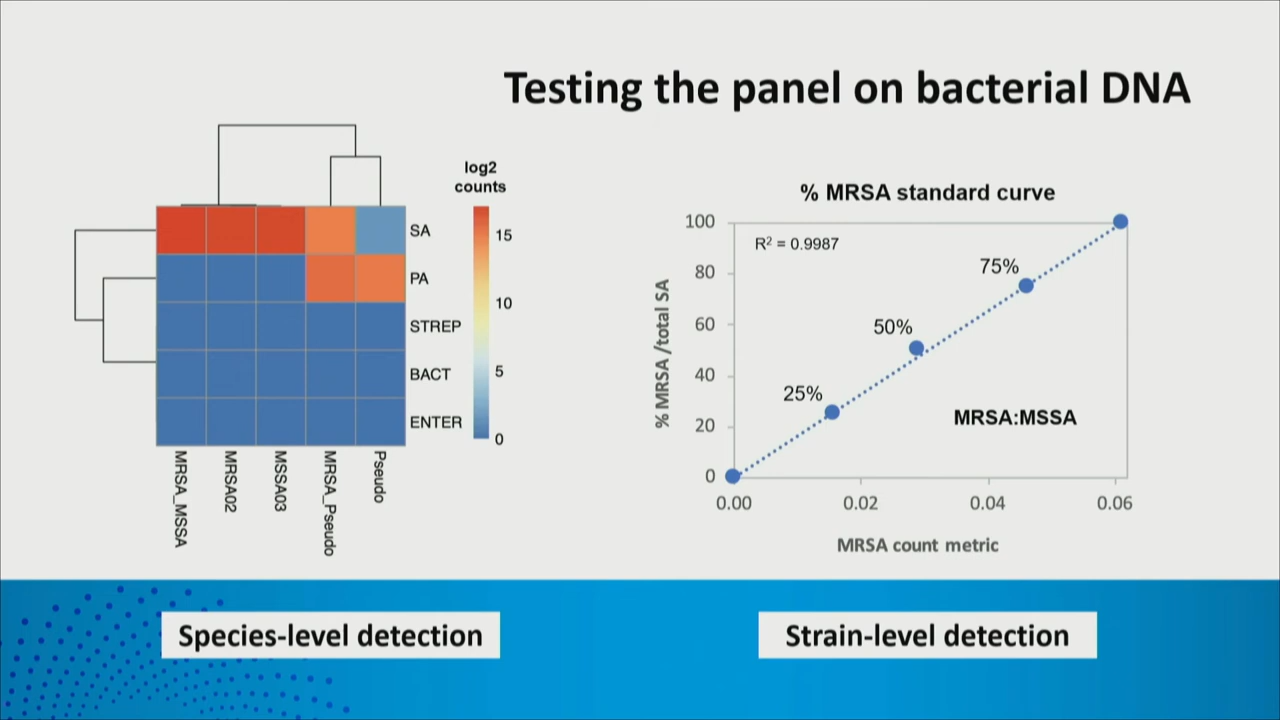 Testing the panel on bacterial DNA
log2
counts
15
10
5
0
SA
PA
STREP
BACT
ENTER
MRSA_MSSA
MRSA02
MSSA03
MRSA_Pseudo
Pseudo
Species-level detection
% MRSA standard curve
R² = 0.9987
% MRSA /total SA
100
80
60
40
20
0
25%
50%
75%
MRSA:MSSA
0.00
0.02
0.04
0.06
MRSA count metric
Strain-level detection